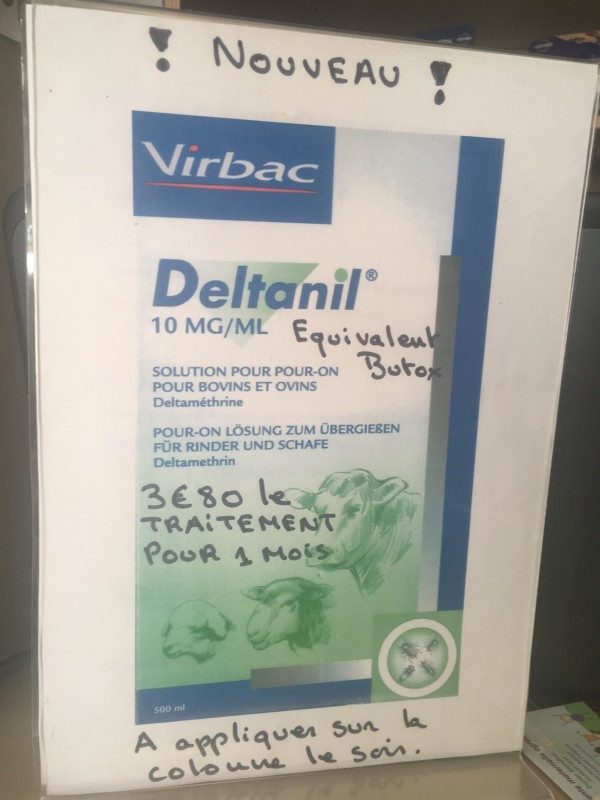 ! NOUVEAU !
Virbac
Deltanil®
10 MG/ML Equivalent
Butox
SOLUTION POUR POUR-ON
POUR BOVINS ET OVINS
Deltaméthrine
POUR-ON LÖSUNG ZUM ÜBERGIEßEN
FÜR RINDER UND SCHAFE
Deltamethrin
3€80 le
TRAITEMENT
POUR 1 MOIS
500 ml
A appliquer sur la
colonne le soir.